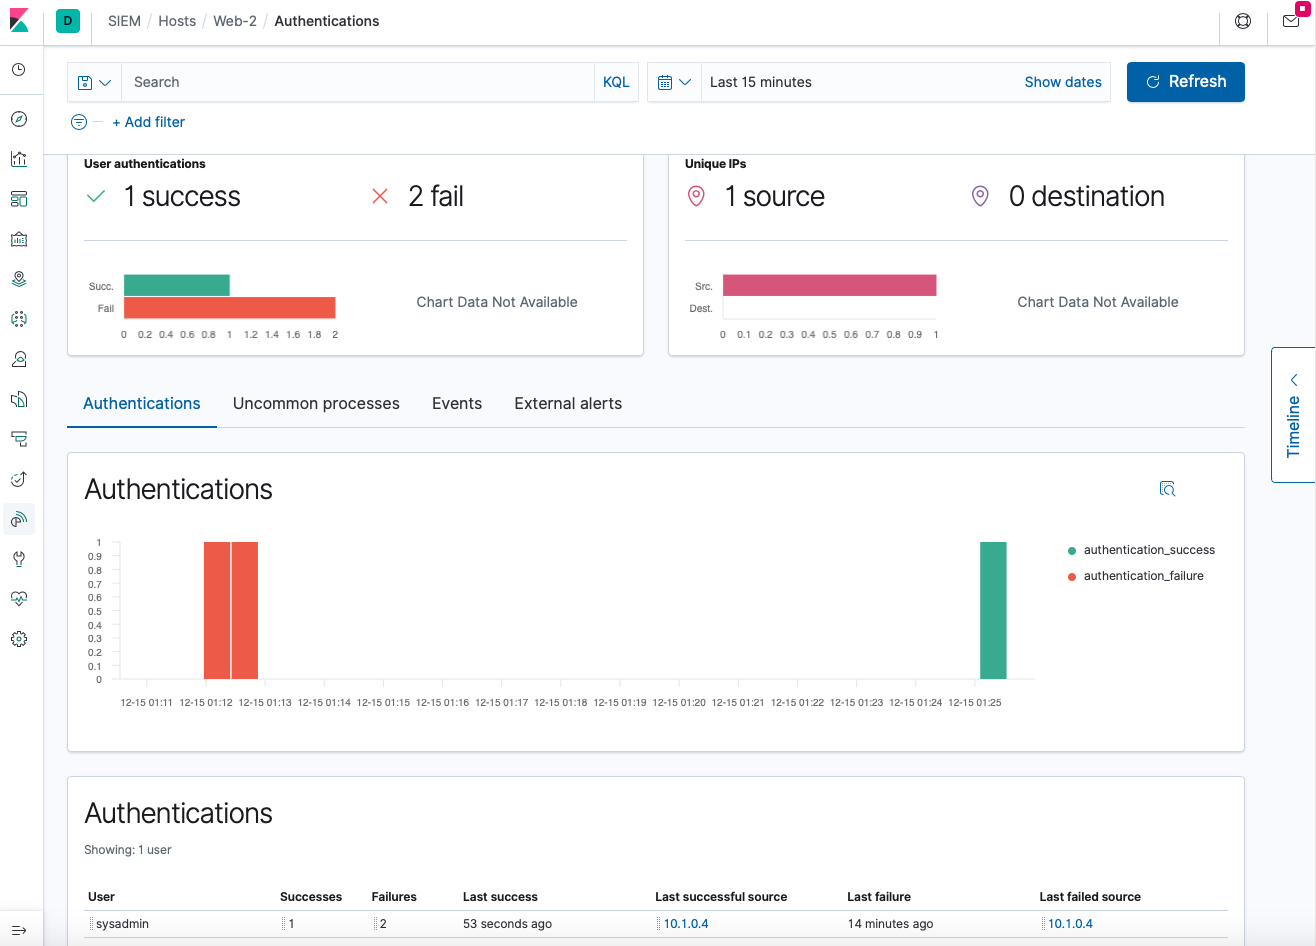 D SIEM / Hosts / Web-2 / Authentications
Search KQL Last 15 minutes Show dates Refresh
+ Add filter
User authentications
1 success 2 fail
Succ.
Fail
0 0.2 0.4 0.6 0.8 1 1.2 1.4 1.6 1.8 2
Chart Data Not Available
Unique IPs
1 source 0 destination
Src.
Dest.
0 0.1 0.2 0.3 0.4 0.5 0.6 0.7 0.8 0.9 1
Chart Data Not Available
Timeline
Authentications Uncommon processes Events External alerts
Authentications
1
0.9
0.8
0.7
0.6
0.5
0.4
0.3
0.2
0.1
0
12-15 01:11 12-15 01:12 12-15 01:13 12-15 01:14 12-15 01:15 12-15 01:16 12-15 01:17 12-15 01:18 12-15 01:19 12-15 01:20 12-15 01:21 12-15 01:22 12-15 01:23 12-15 01:24 12-15 01:25
authentication_success
authentication_failure
Authentications
Showing: 1 user
User Successes Failures Last success Last successful source Last failure Last failed source
sysadmin 1 2 53 seconds ago 10.1.0.4 14 minutes ago 10.1.0.4